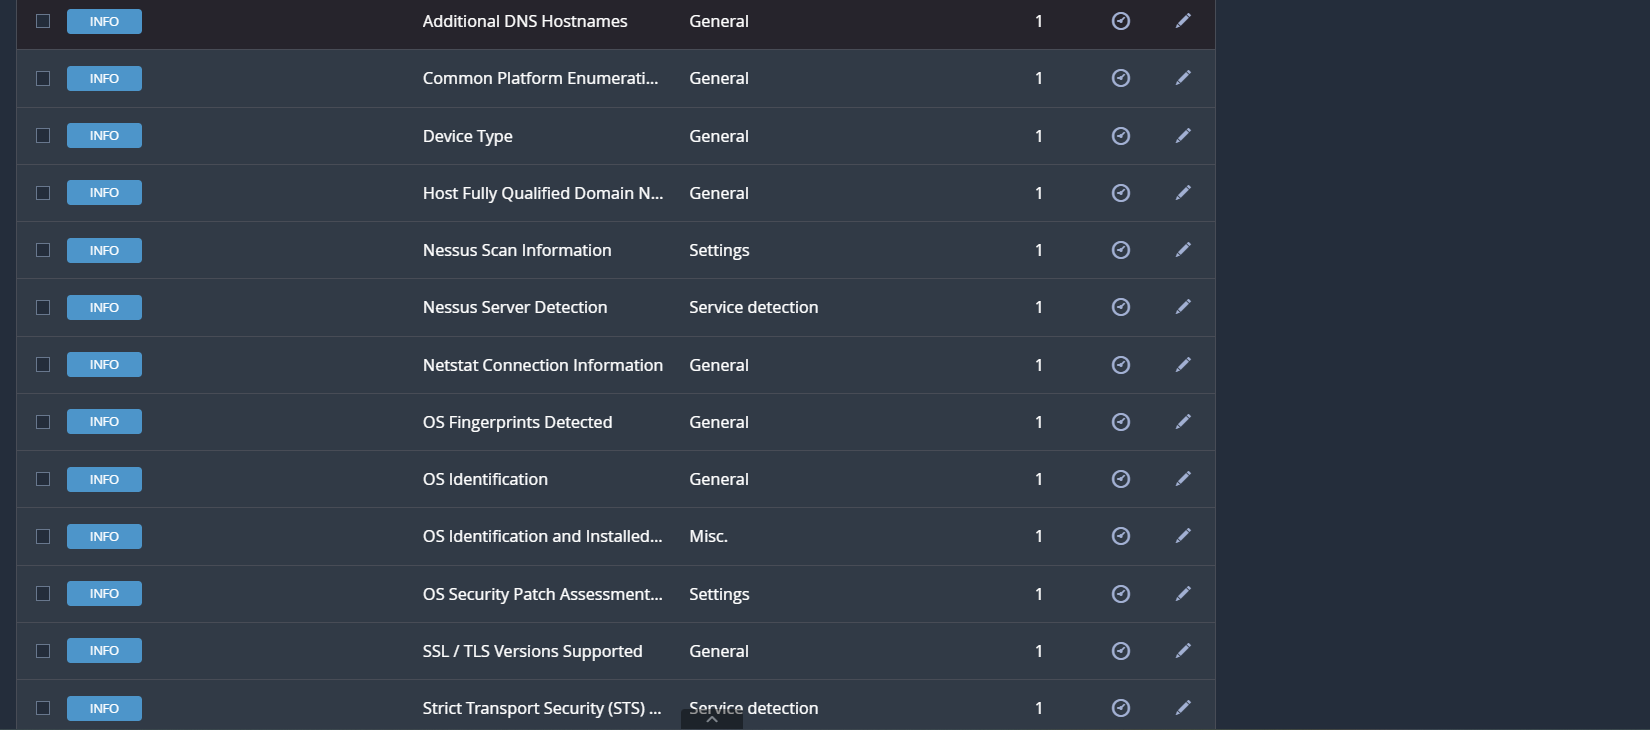 INFO Additional DNS Hostnames General 1
INFO Common Platform Enumerati... General 1
INFO Device Type General 1
INFO Host Fully Qualified Domain N... General 1
INFO Nessus Scan Information Settings 1
INFO Nessus Server Detection Service detection 1
INFO Netstat Connection Information General 1
INFO OS Fingerprints Detected General 1
INFO OS Identification General 1
INFO OS Identification and Installed... Misc. 1
INFO OS Security Patch Assessment... Settings 1
INFO SSL / TLS Versions Supported General 1
INFO Strict Transport Security (STS) ... Service detection 1